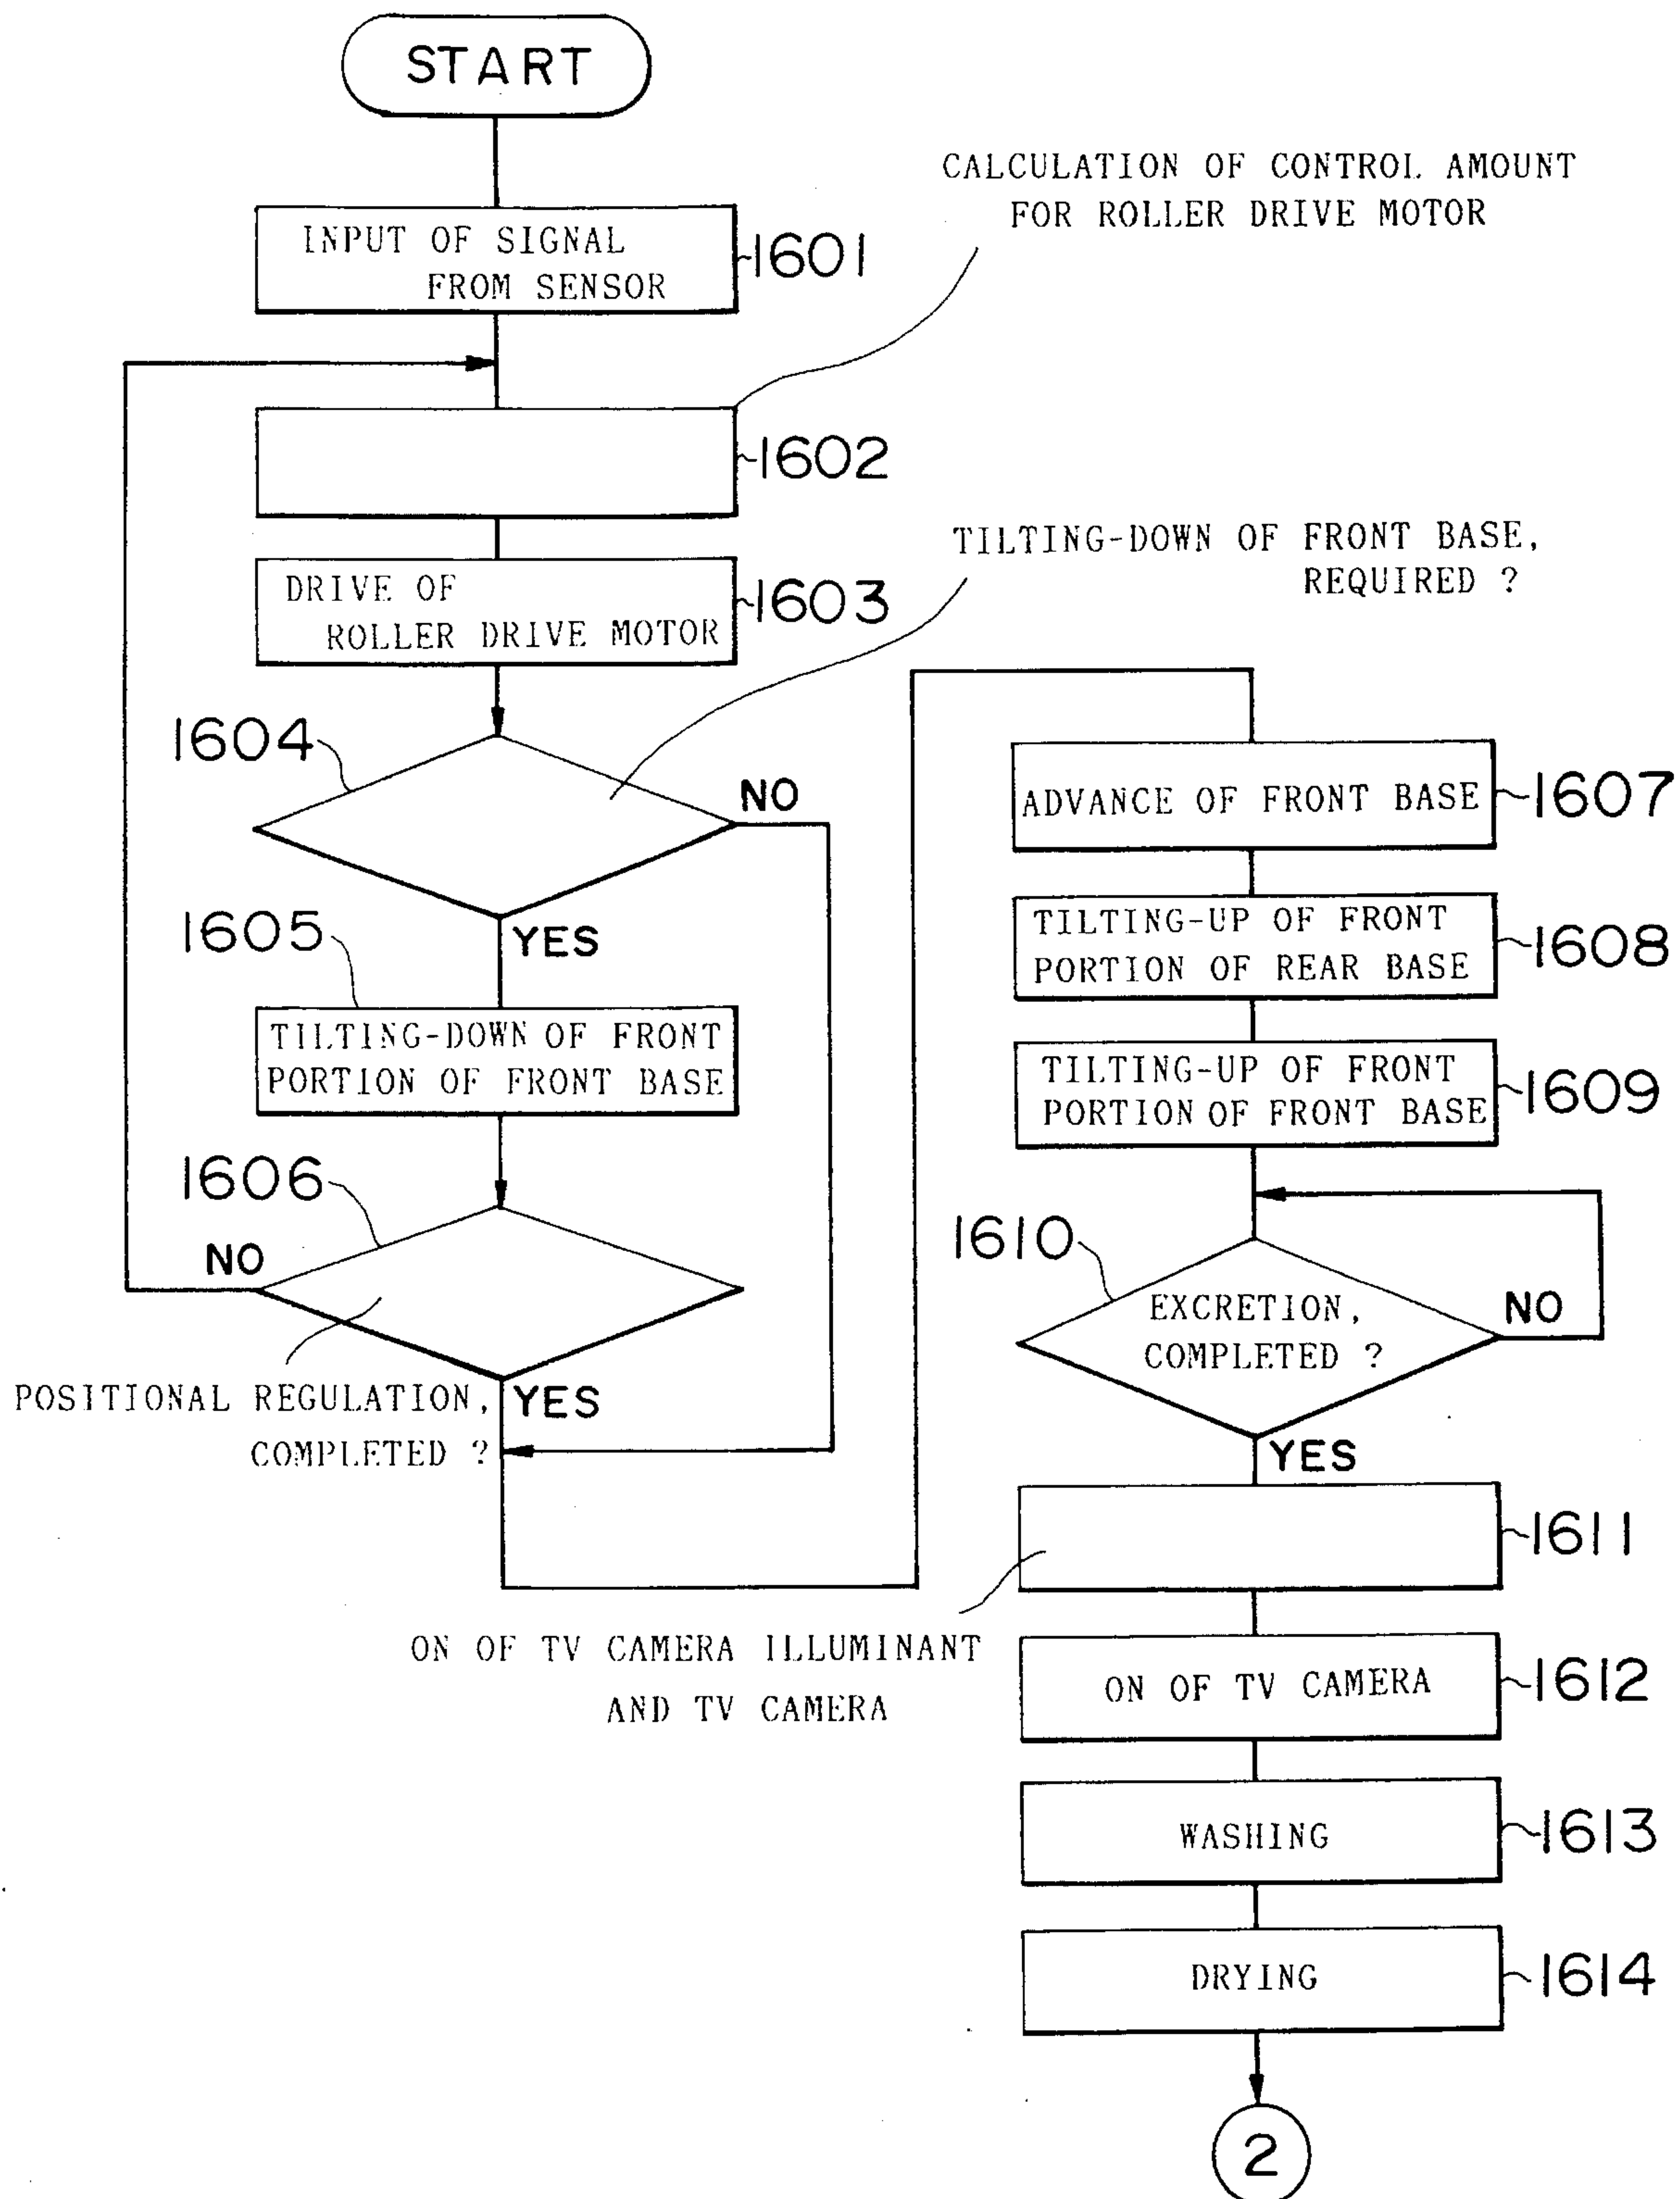 START
INPUT OF SIGNAL
FROM SENSOR
1601
CALCULATION OF CONTROL AMOUNT
FOR ROLLER DRIVE MOTOR
1602
DRIVE OF
ROLLER DRIVE MOTOR
1603
TILTING-DOWN OF FRONT BASE,
REQUIRED ?
1604
NO
YES
1605
TILTING-DOWN OF FRONT
PORTION OF FRONT BASE
1606
NO
POSITIONAL REGULATION,
COMPLETED ?
YES
ADVANCE OF FRONT BASE
1607
TILTING-UP OF FRONT
PORTION OF REAR BASE
1608
TILTING-UP OF FRONT
PORTION OF FRONT BASE
1609
1610
EXCRETION,
COMPLETED ?
NO
YES
1611
ON OF TV CAMERA ILLUMINANT
AND TV CAMERA
ON OF TV CAMERA
1612
WASHING
1613
DRYING
1614
2